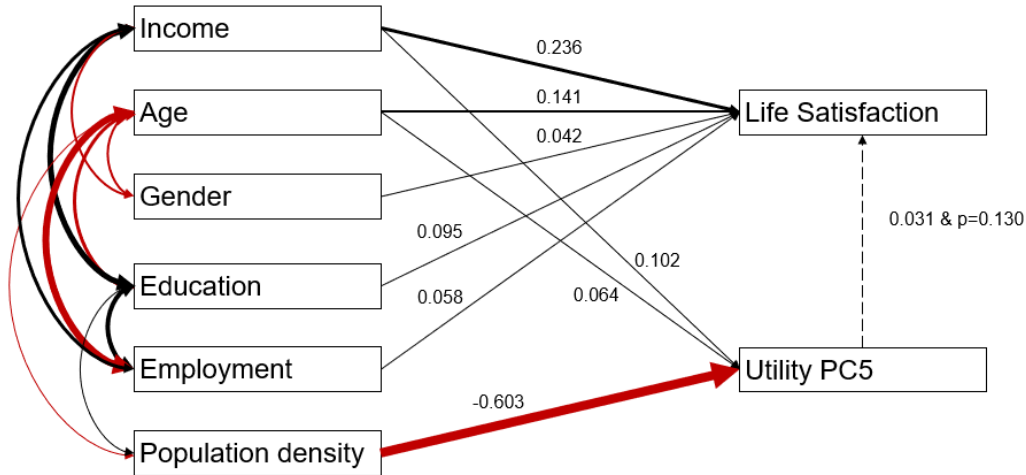 Income
0.236
Age
0.141
Life Satisfaction
0.042
Gender
0.095
0.031 & p=0.130
0.102
Education
0.064
0.058
Employment
Utility PC5
-0.603
Population density